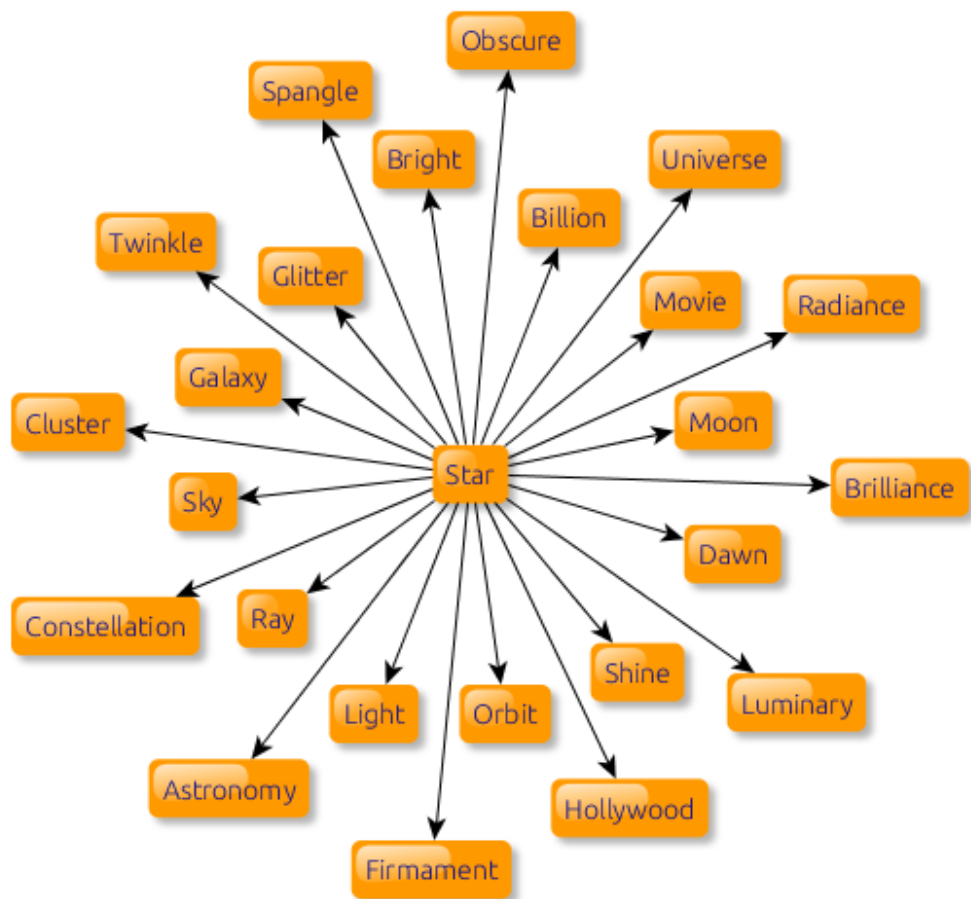 Obscure
Spangle
Bright
Universe
Billion
Twinkle
Glitter
Movie
Radiance
Galaxy
Cluster
Moon
Star
Sky
Brilliance
Dawn
Constellation
Ray
Shine
Light
Orbit
Luminary
Astronomy
Hollywood
Firmament